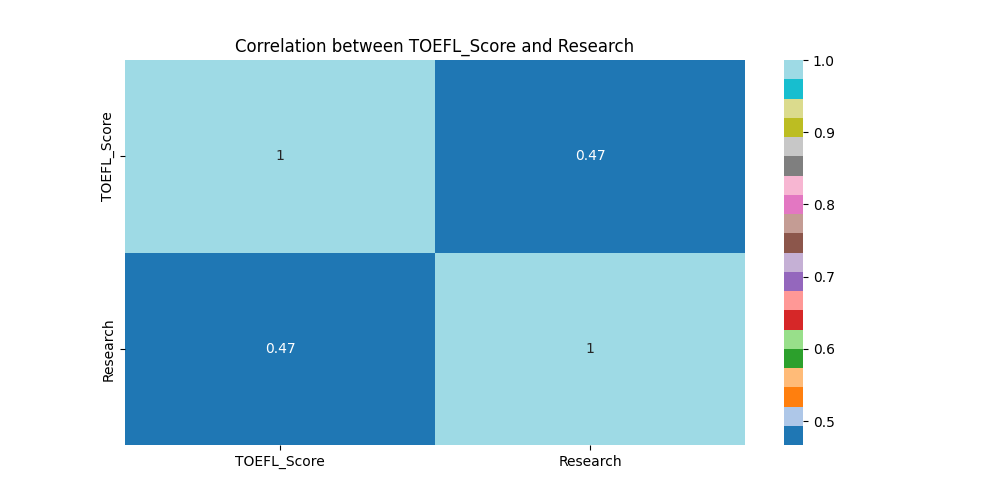 Correlation between TOEFL_Score and Research
TOEFL_Score
Research
1
0.47
0.47
1
TOEFL_Score
Research
1.0
0.9
0.8
0.7
0.6
0.5